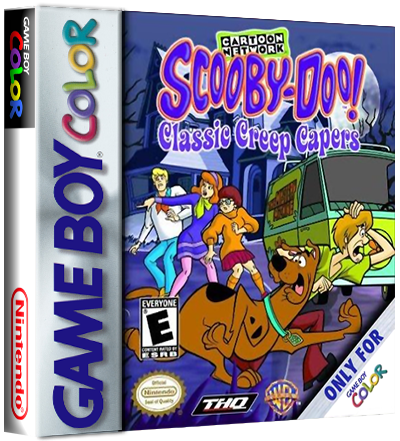 GAME BOY
COLOR
Nintendo
GAME BOY COLOR
CARTOON
NETWORK
SCOOBY-DOO!
Classic Creep Capers
EVERYONE
E
CONTENT RATED BY
ESRB
Official
Nintendo
Seal of Quality
THQ
WB
ONLY FOR
GAME BOY
COLOR